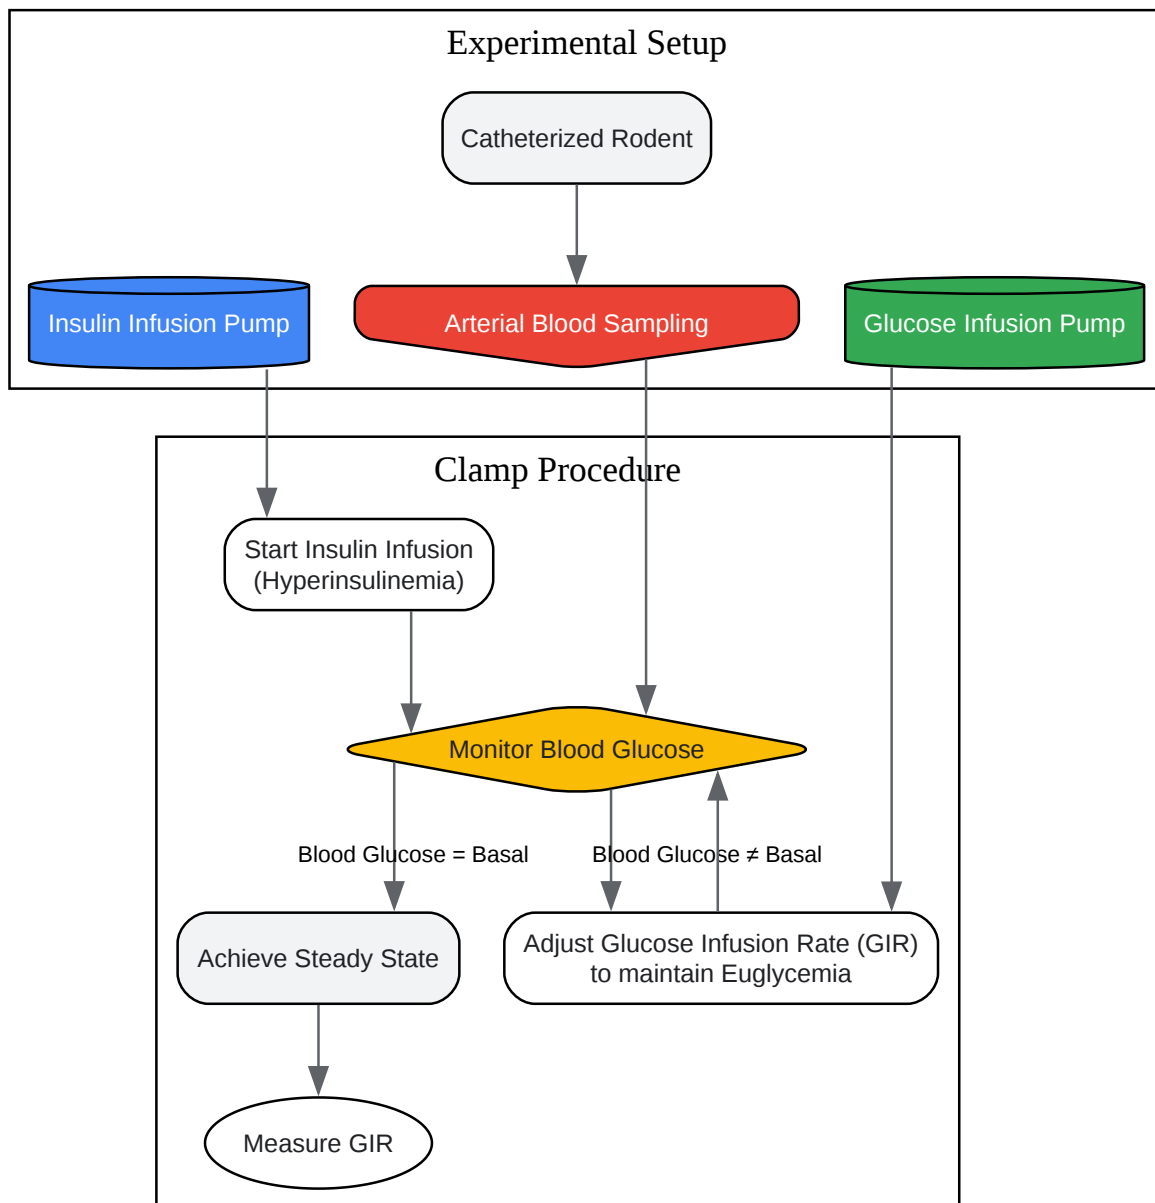 Experimental Setup
Catheterized Rodent
Insulin Infusion Pump
Arterial Blood Sampling
Glucose Infusion Pump
Clamp Procedure
Start Insulin Infusion
(Hyperinsulinemia)
Monitor Blood Glucose
Blood Glucose = Basal
Blood Glucose ≠ Basal
Achieve Steady State
Adjust Glucose Infusion Rate (GIR)
to maintain Euglycemia
Measure GIR